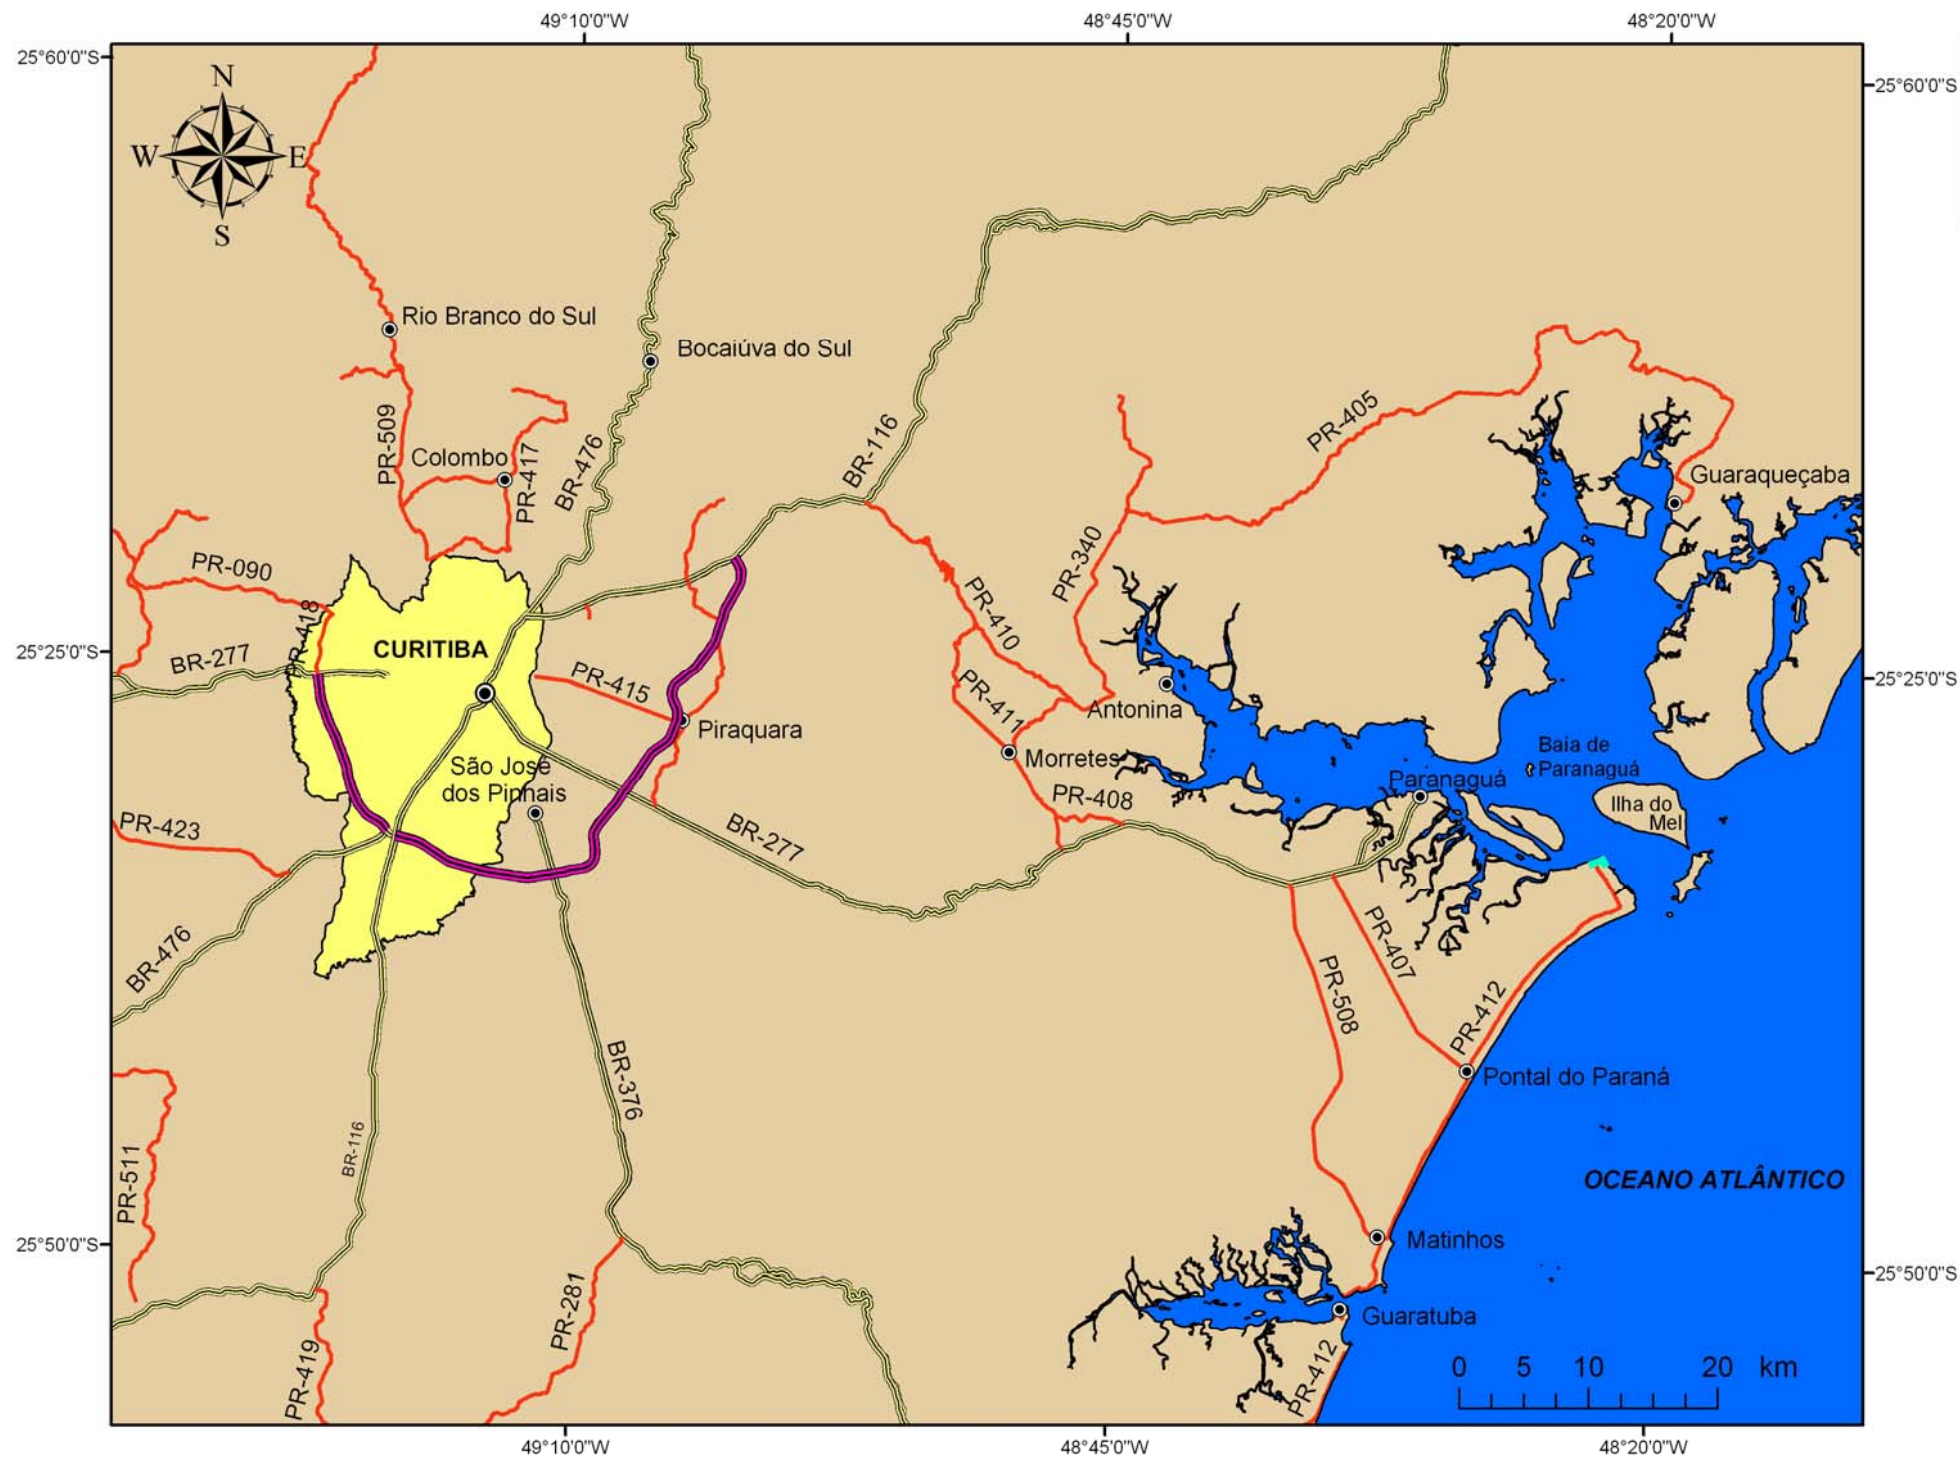 49°10'0"W
48°45'0"W
48°20'0"W
25°60'0"S
25°60'0"S
N
W
E
S
Rio Branco do Sul
Bocaiúva do Sul
PR-509
Colombo
PR-417
BR-476
BR-116
PR-405
Guaraqueçaba
PR-090
PR-418
PR-340
PR-410
CURITIBA
BR-277
25°25'0"S
25°25'0"S
PR-415
PR-411
Antonina
Piraquara
Morretes
Baía de
Paranaguá
São José
dos Pinhais
Paranaguá
PR-408
Ilha do
Mel
PR-423
BR-277
BR-476
PR-407
PR-508
PR-412
BR-376
Pontal do Paraná
BR-116
PR-511
OCEANO ATLÂNTICO
25°50'0"S
Matinhos
25°50'0"S
PR-281
Guaratuba
PR-419
PR-412
0 5 10 20 km
49°10'0"W
48°45'0"W
48°20'0"W